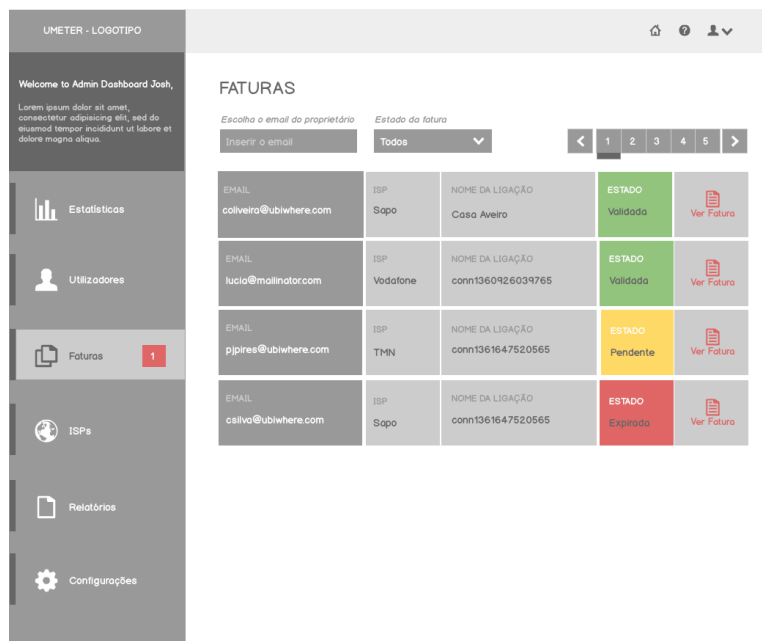 UMETER - LOGOTIPO
Welcome to Admin Dashboard Josh,
Lorem ipsum dolor sit amet,
consectetur adipisicing elit, sed do
eiusmod tempor incididunt ut labore et
dolore magna aliqua.
Estatísticas
Utilizadores
Faturas 1
ISPs
Relatórios
Configurações
FATURAS
Escolha o email do proprietário Estado da fatura
Inserir o email Todos 1 2 3 4 5
EMAIL ISP NOME DA LIGAÇÃO ESTADO
coliveira@ubiwhere.com Sapo Casa Aveiro Validada Ver Fatura
EMAIL ISP NOME DA LIGAÇÃO ESTADO
lucia@mailinator.com Vodafone conn1360926039765 Validada Ver Fatura
EMAIL ISP NOME DA LIGAÇÃO ESTADO
pjpires@ubiwhere.com TMN conn1361647520565 Pendente Ver Fatura
EMAIL ISP NOME DA LIGAÇÃO ESTADO
csilva@ubiwhere.com Sapo conn1361647520565 Expirada Ver Fatura